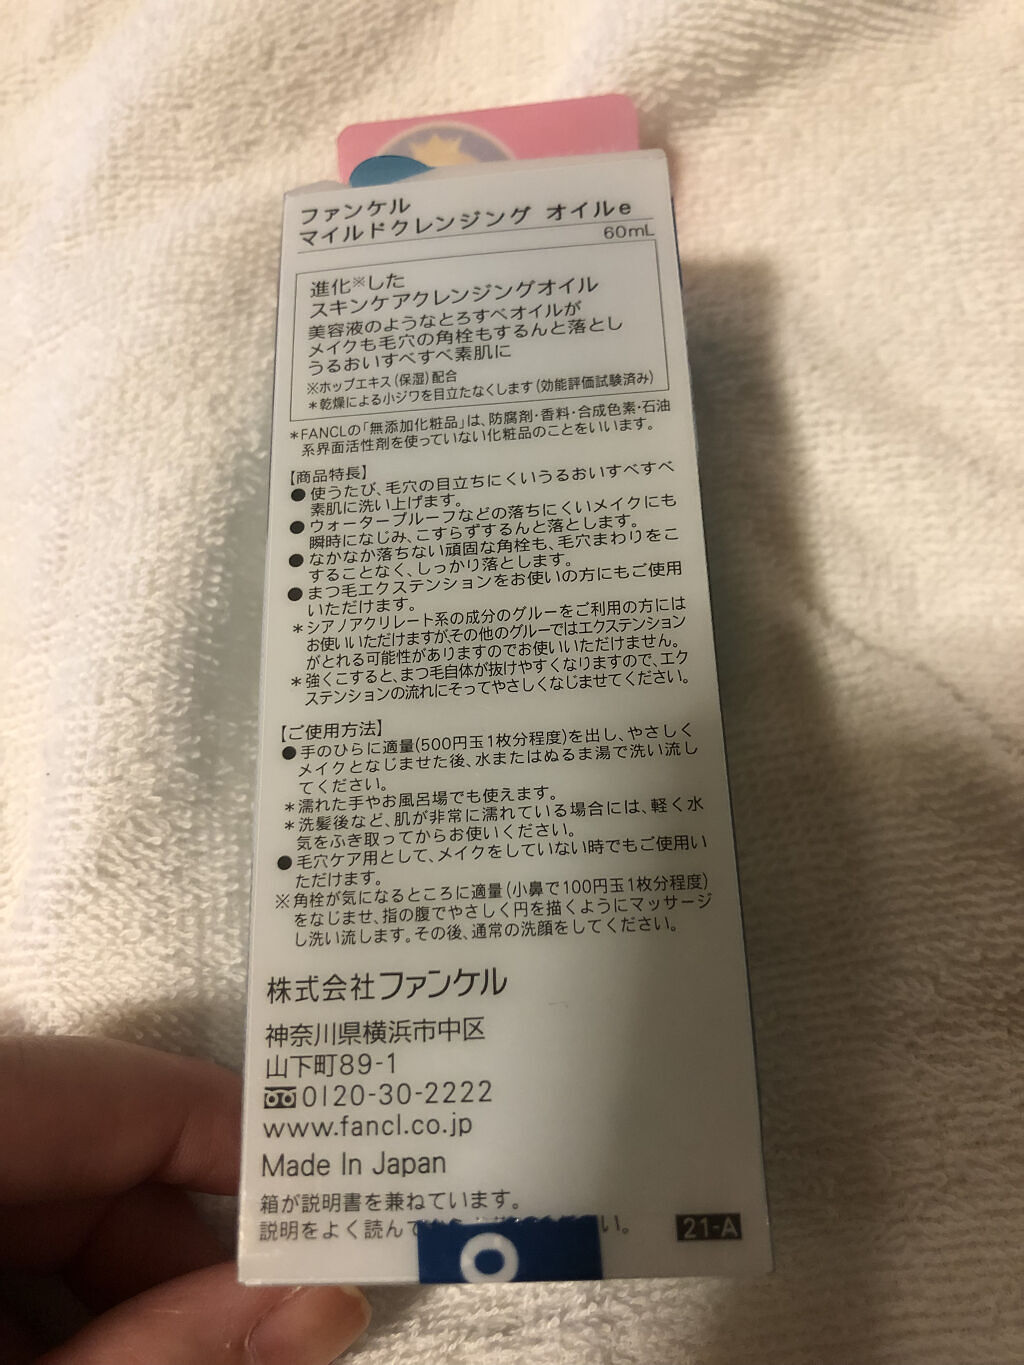 ファンケル
マイルドクレンジング オイルe
60mL
進化※した
スキンケアクレンジングオイル
美容液のようなとろすべオイルが
メイクも毛穴の角栓もするんと落とし
うるおいすべすべ素肌に
※ホップエキス(保湿)配合
*乾燥による小ジワを目立たなくします(効能評価試験済み)
*FANCLの「無添加化粧品」は、防腐剤・香料・合成色素・石油
系界面活性剤を使っていない化粧品のことをいいます。
【商品特長】
●使うたび、毛穴の目立ちにくいうるおいすべすべ
素肌に洗い上げます。
●ウォータープルーフなどの落ちにくいメイクにも
瞬時になじみ、こすらずするんと落とします。
●なかなか落ちない頑固な角栓も、毛穴まわりをこ
することなく、しっかり落とします。
●まつ毛エクステンションをお使いの方にもご使用
いただけます。
*シアノアクリレート系の成分のグルーをご利用の方には
お使いいただけますが、その他のグルーではエクステンション
がとれる可能性がありますのでお使いいただけません。
*強くこすると、まつ毛自体が抜けやすくなりますので、エク
ステンションの流れにそってやさしくなじませてください。
【ご使用方法】
●手のひらに適量(500円玉1枚分程度)を出し、やさしく
メイクとなじませた後、水またはぬるま湯で洗い流し
てください。
*濡れた手やお風呂場でも使えます。
*洗髪後など、肌が非常に濡れている場合には、軽く水
気をふき取ってからお使いください。
●毛穴ケア用として、メイクをしていない時でもご使用い
ただけます。
※角栓が気になるところに適量(小鼻で100円玉1枚分程度)
をなじませ、指の腹でやさしく円を描くようにマッサージ
し洗い流します。その後、通常の洗顔をしてください。
株式会社ファンケル
神奈川県横浜市中区
山下町89-1
0120-30-2222
www.fancl.co.jp
Made In Japan
箱が説明書を兼ねています。
説明をよく読んで い。
21-A